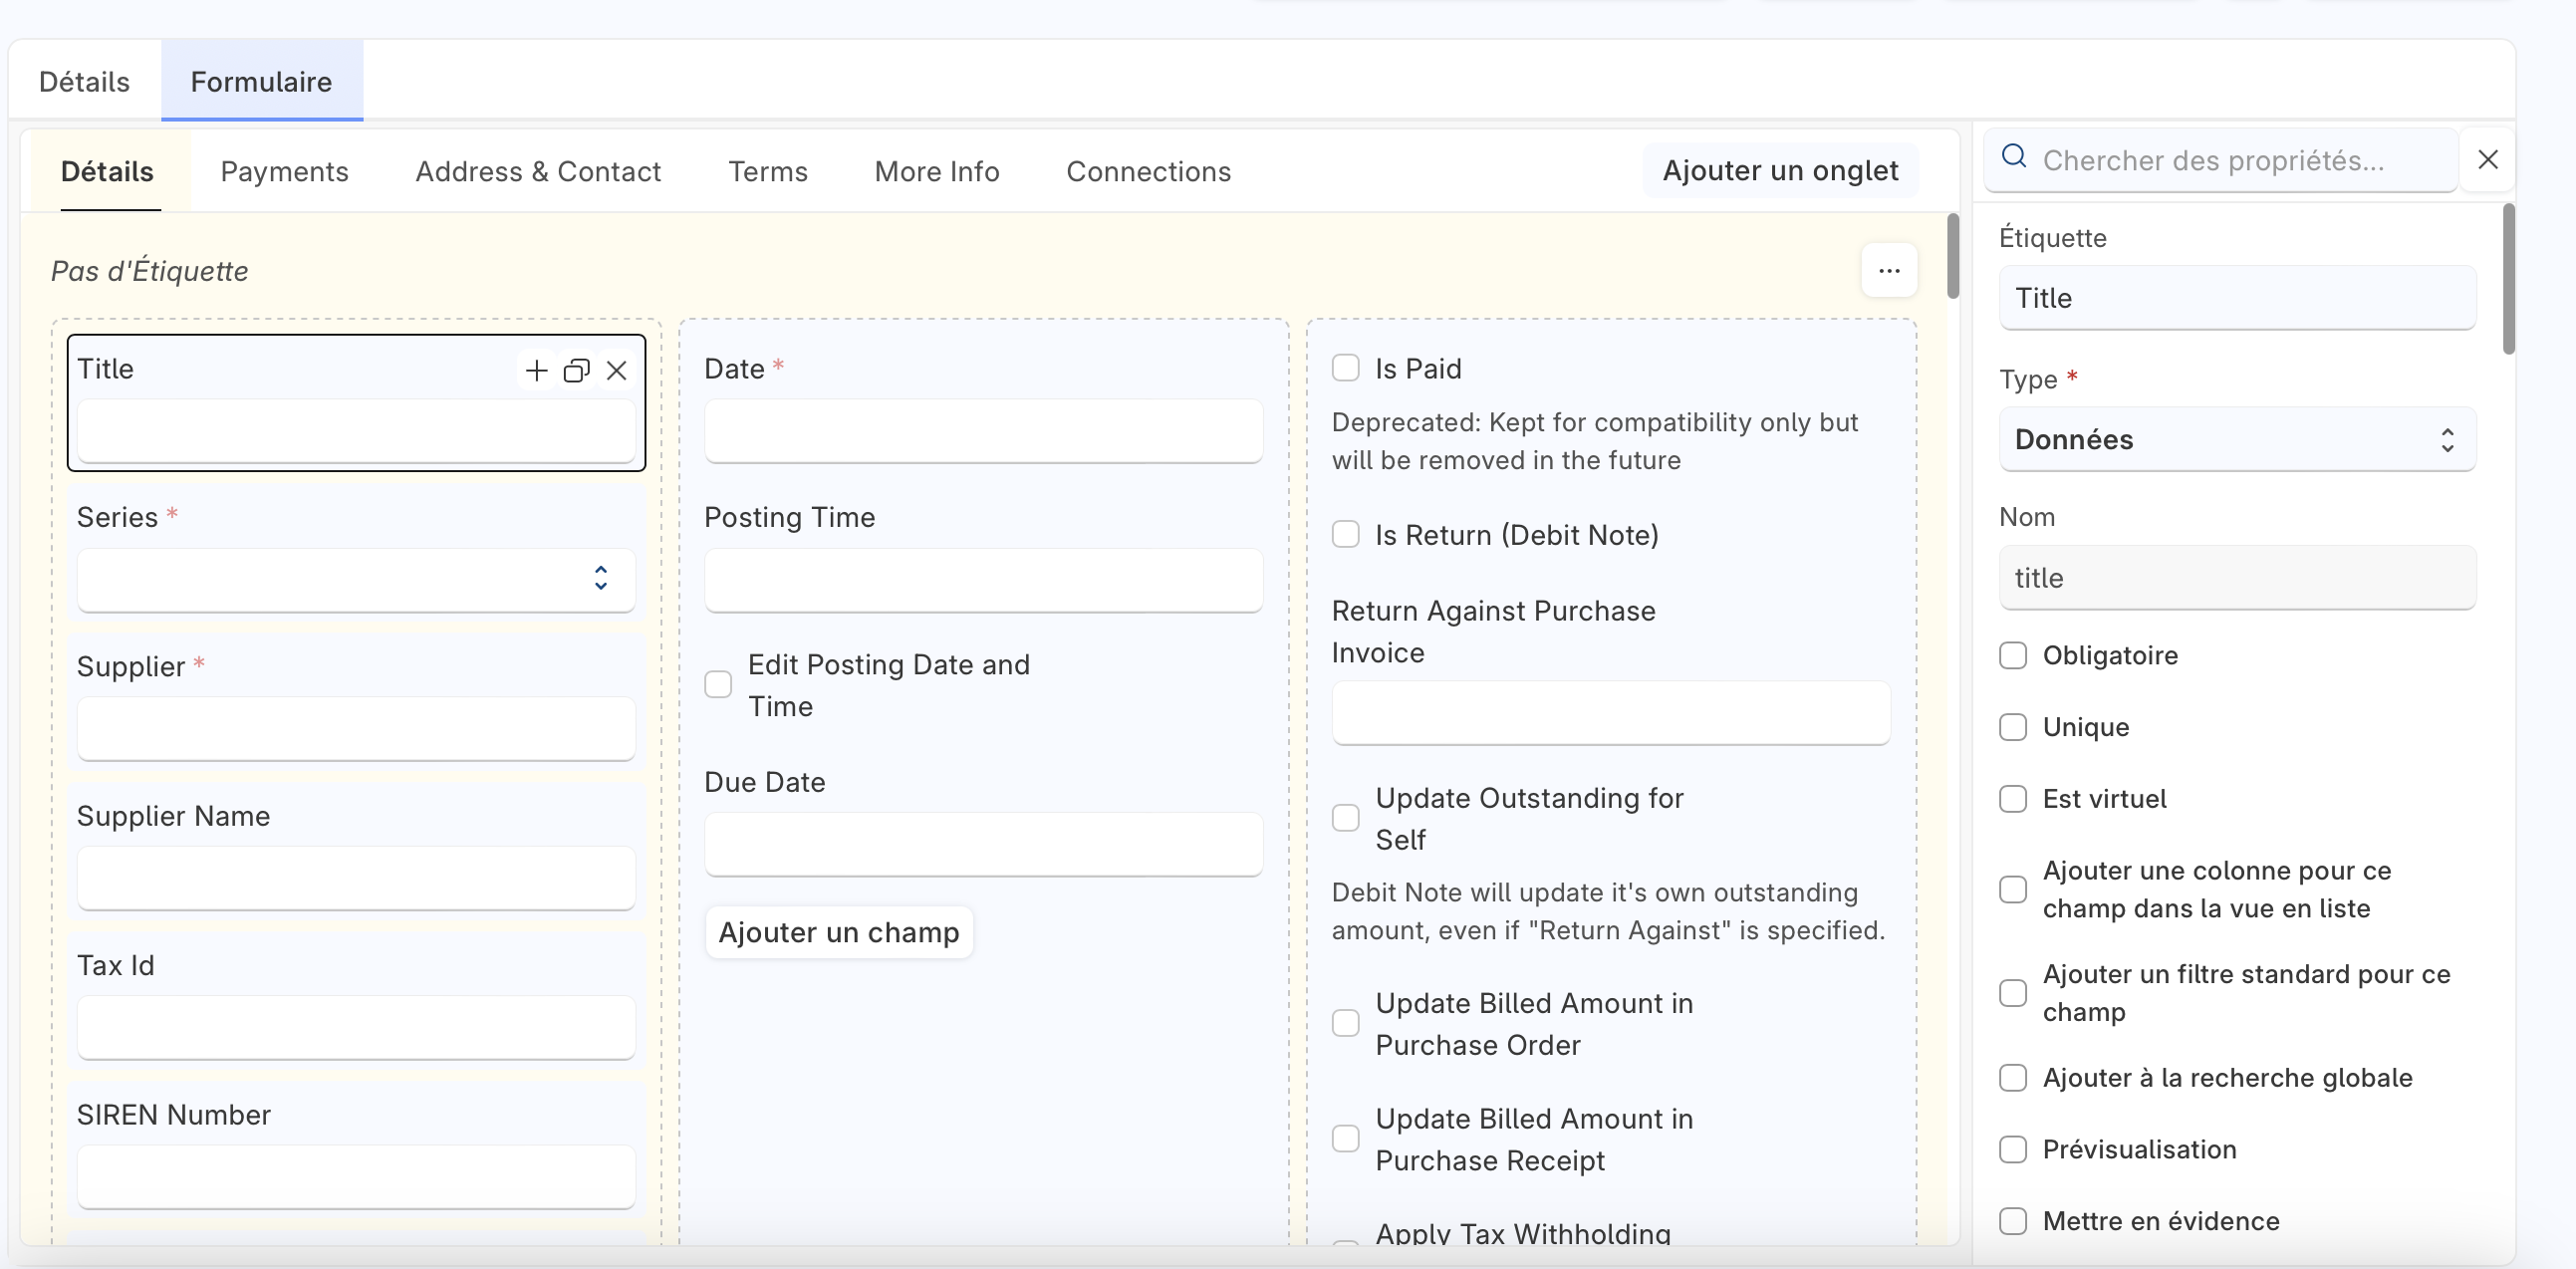 Détails
Formulaire
Détails
Payments
Address & Contact
Terms
More Info
Connections
Ajouter un onglet
Pas d'Étiquette
...
Title
Series *
Supplier *
Supplier Name
Tax Id
SIREN Number
Date *
Posting Time
Edit Posting Date and
Time
Due Date
Ajouter un champ
Is Paid
Deprecated: Kept for compatibility only but
will be removed in the future
Is Return (Debit Note)
Return Against Purchase
Invoice
Update Outstanding for
Self
Debit Note will update it's own outstanding
amount, even if "Return Against" is specified.
Update Billed Amount in
Purchase Order
Update Billed Amount in
Purchase Receipt
Apply Tax Withholding
Chercher des propriétés...
Étiquette
Title
Type *
Données
Nom
title
Obligatoire
Unique
Est virtuel
Ajouter une colonne pour ce
champ dans la vue en liste
Ajouter un filtre standard pour ce
champ
Ajouter à la recherche globale
Prévisualisation
Mettre en évidence